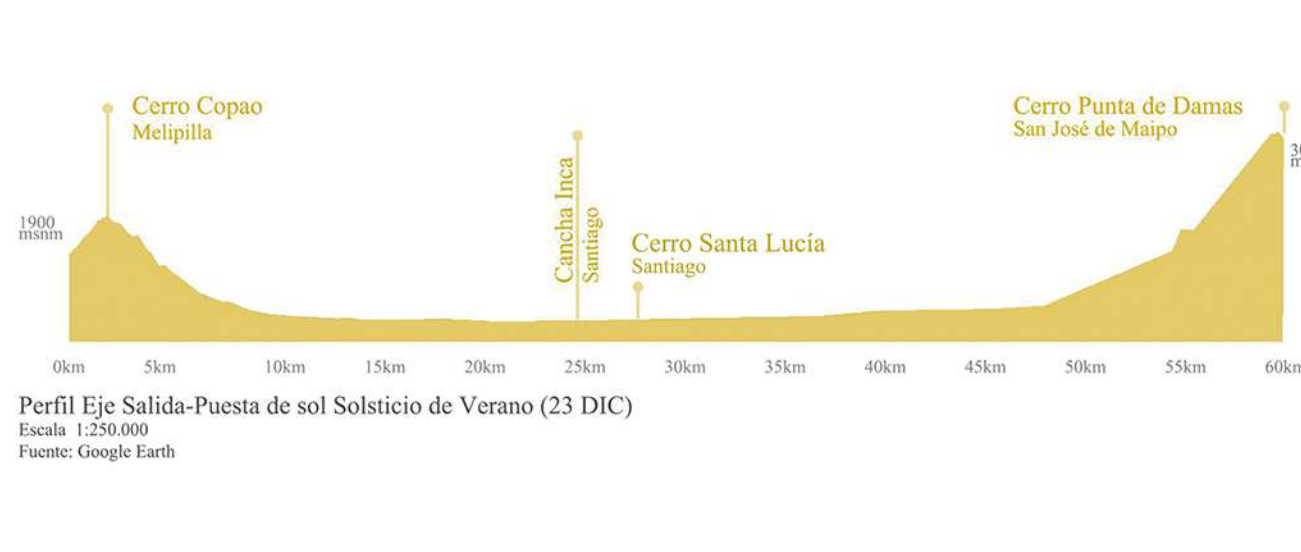 Cerro Copao
Melipilla
Cancha Inca
Santiago
Cerro Santa Lucía
Santiago
Cerro Punta de Damas
San José de Maipo
1900
msnm
0km 5km 10km 15km 20km 25km 30km 35km 40km 45km 50km 55km
Perfil Eje Salida-Puesta de sol Solsticio de Verano (23 DIC)
Escala 1:250.000
Fuente: Google Earth